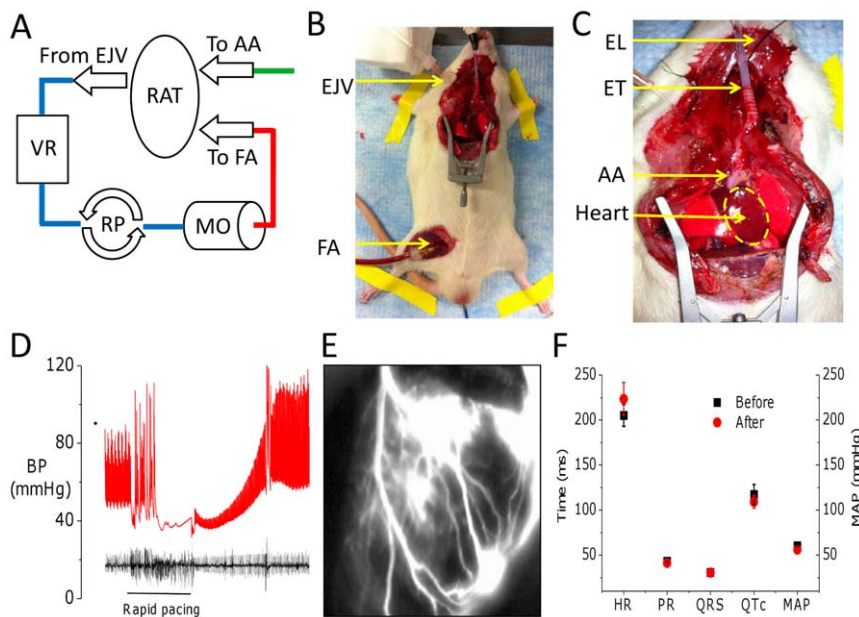 A
From EJV
To AA
RAT
To FA
VR
RP
MO
B
EJV
FA
C
EL
ET
AA
Heart
D
120
80
BP
(mmHg)
40
0
Rapid pacing
E
F
250
200
150
100
50
Time (ms)
Before
After
250
200
150
100
50
MAP (mmHg)
HR
PR
QRS
QTc
MAP